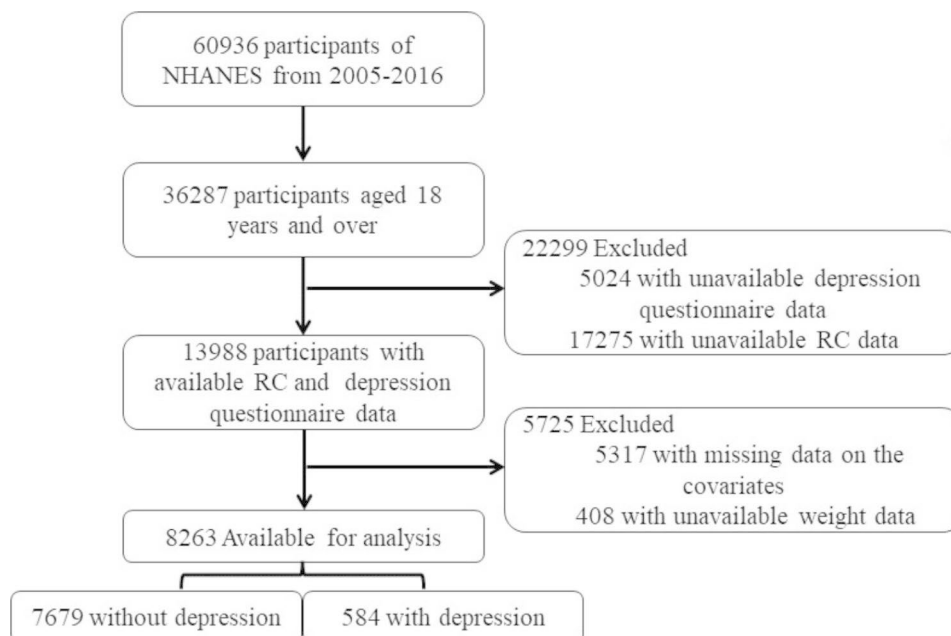 60936 participants of
NHANES from 2005-2016
36287 participants aged 18
years and over
22299 Excluded
5024 with unavailable depression
questionnaire data
17275 with unavailable RC data
13988 participants with
available RC and depression
questionnaire data
5725 Excluded
5317 with missing data on the
covariates
408 with unavailable weight data
8263 Available for analysis
7679 without depression
584 with depression